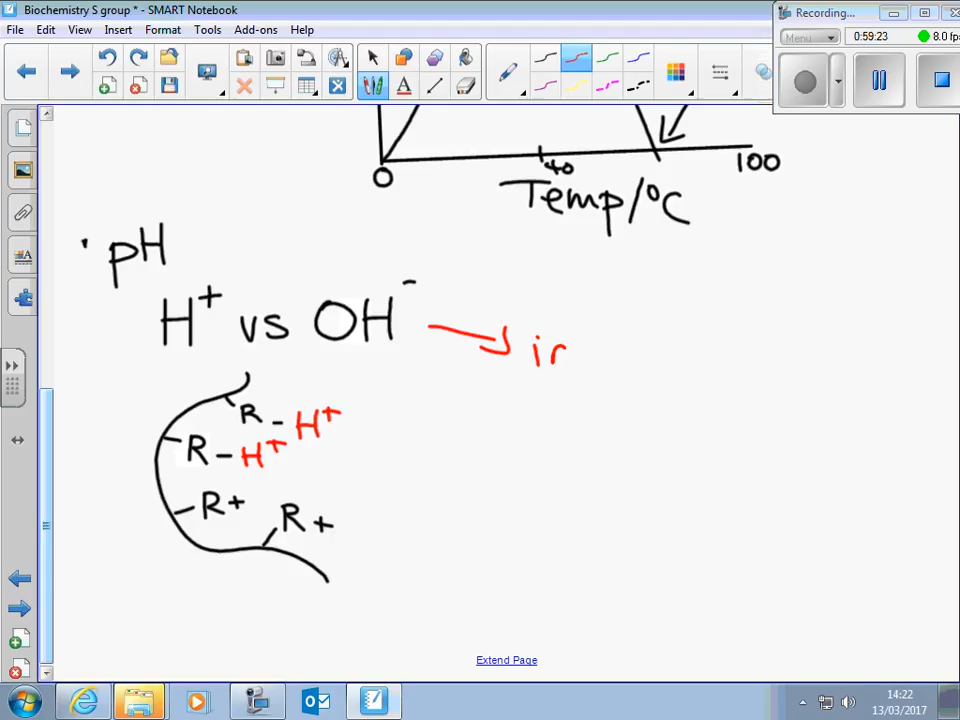 Biochemistry S group * - SMART Notebook
Recording...
File Edit View Insert Format Tools Add-ons Help
Menu
0:59:23
8.0 fps
0
40
100
Temp/°C
· pH
H+ vs OH-
ir
R - H+
R - H+
R+
R+
Extend Page
14:22
13/03/2017